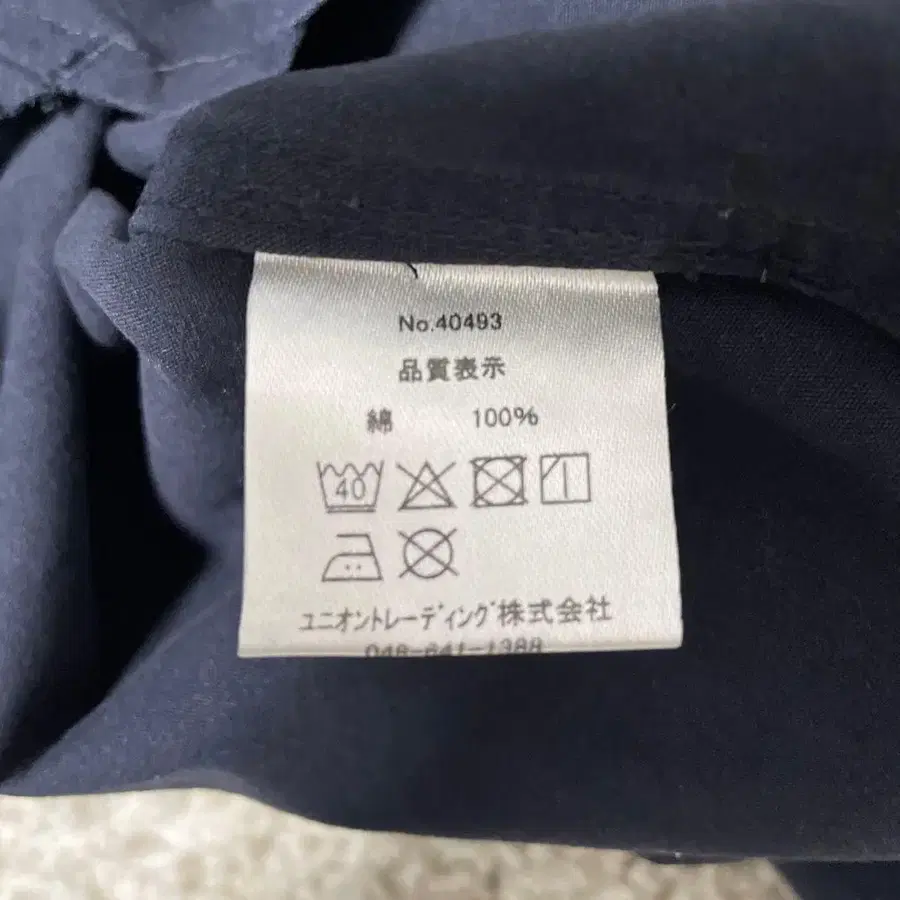 No.40493
品質表示
綿 100%
40
ユニオントレーディング株式会社
048-641-1388